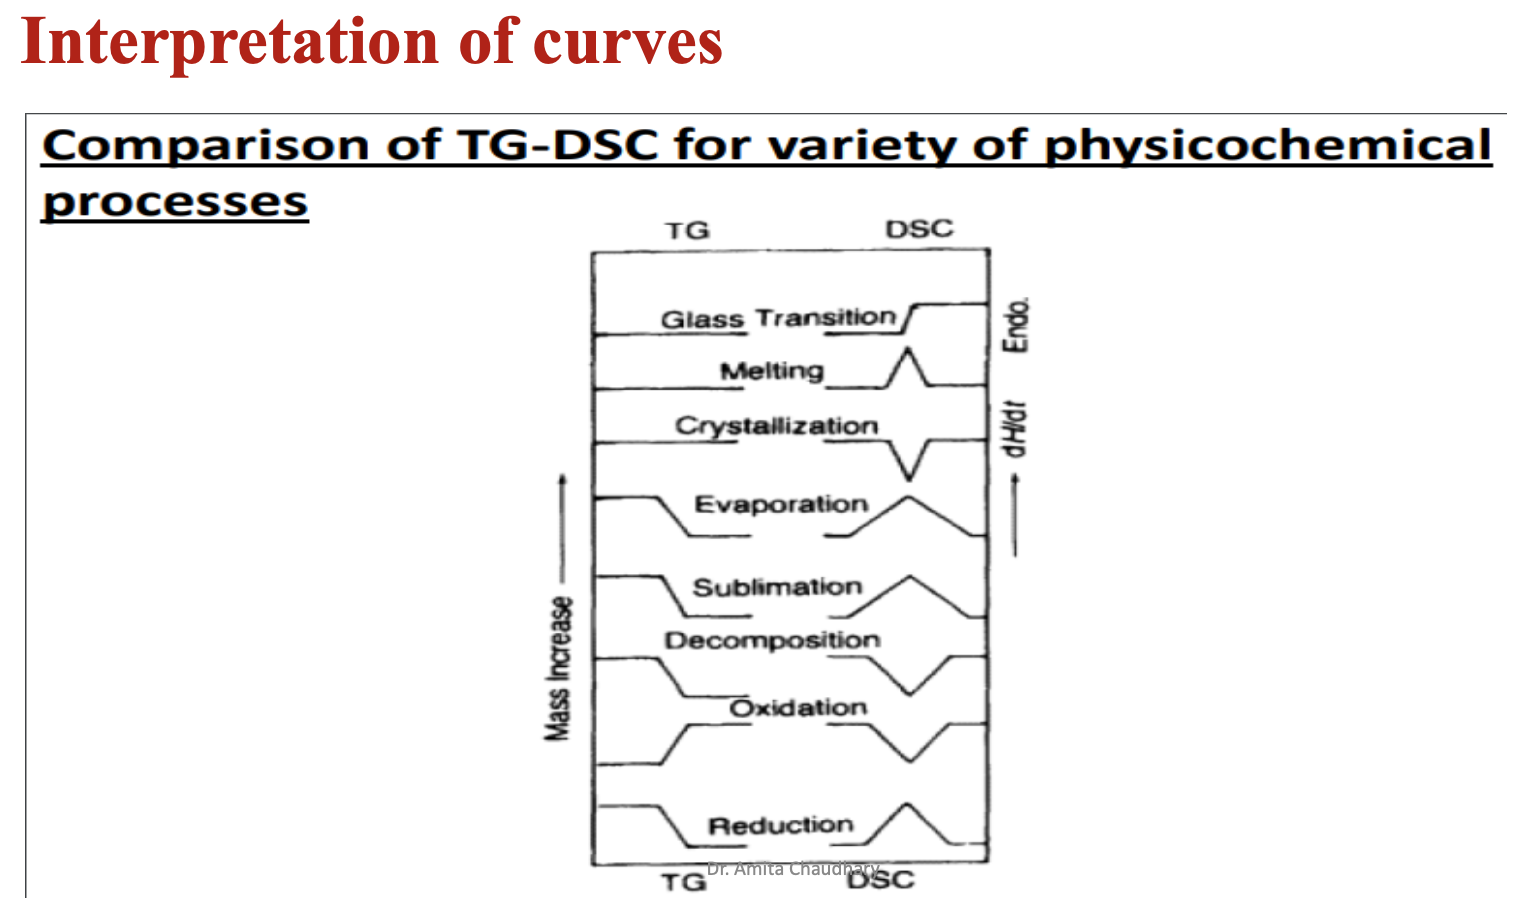 Interpretation of curves
Comparison of TG-DSC for variety of physicochemical
processes
TG DSC
Glass Transition
Melting
Crystallization
Evaporation
Sublimation
Decomposition
Oxidation
Reduction
Mass Increase
dH/dt Endo.
Dr. Amita Chaudhary
TG DSC